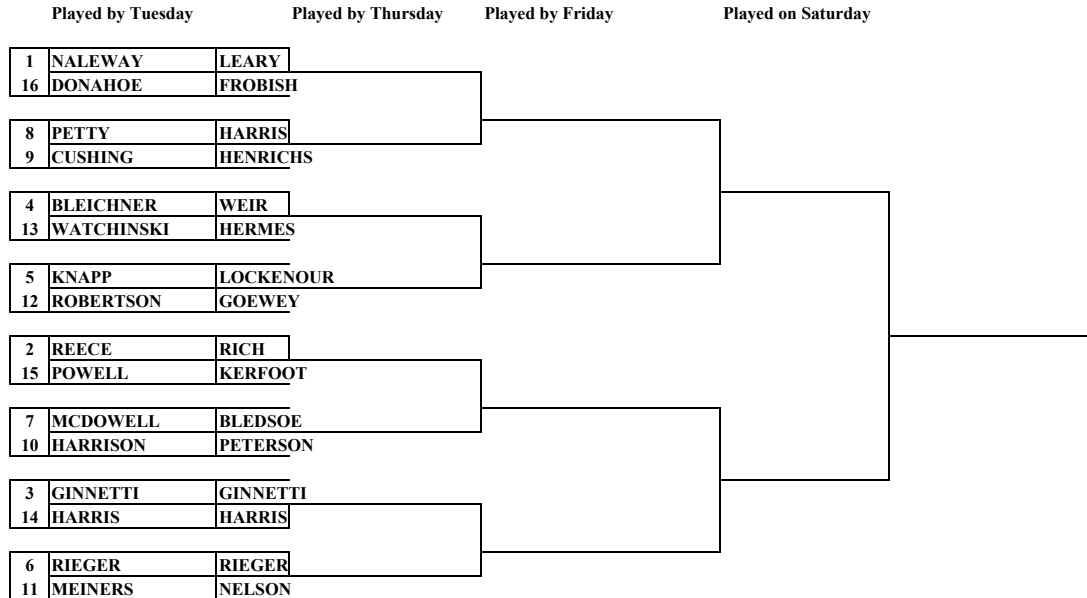 Played by Tuesday Played by Thursday Played by Friday Played on Saturday
1 NALEWAY LEARY
16 DONAHOE FROBISH
8 PETTY HARRIS
9 CUSHING HENRICHS
4 BLEICHNER WEIR
13 WATCHINSKI HERMES
5 KNAPP LOCKENOUR
12 ROBERTSON GOEWEY
2 REECE RICH
15 POWELL KERFOOT
7 MCDOWELL BLEDSOE
10 HARRISON PETERSON
3 GINNETTI GINNETTI
14 HARRIS HARRIS
6 RIEGER RIEGER
11 MEINERS NELSON